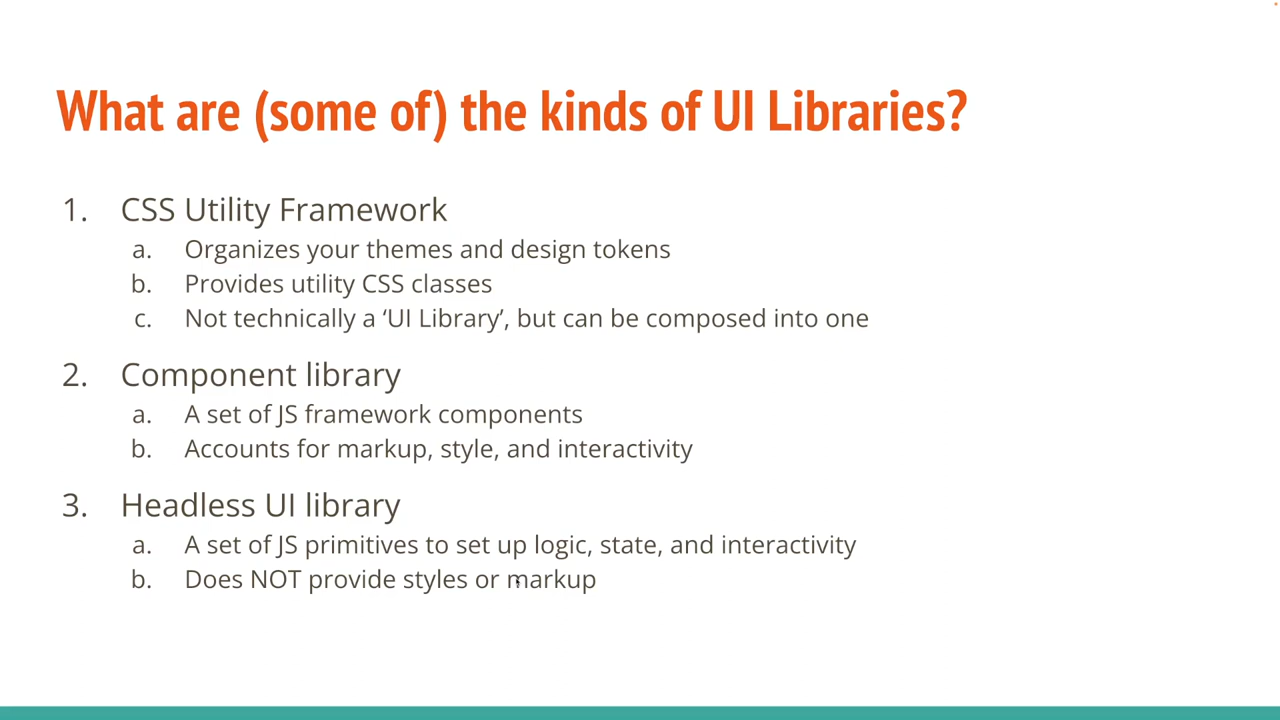 What are (some of) the kinds of UI Libraries?
1. CSS Utility Framework
a. Organizes your themes and design tokens
b. Provides utility CSS classes
c. Not technically a ‘UI Library’, but can be composed into one
2. Component library
a. A set of JS framework components
b. Accounts for markup, style, and interactivity
3. Headless UI library
a. A set of JS primitives to set up logic, state, and interactivity
b. Does NOT provide styles or markup